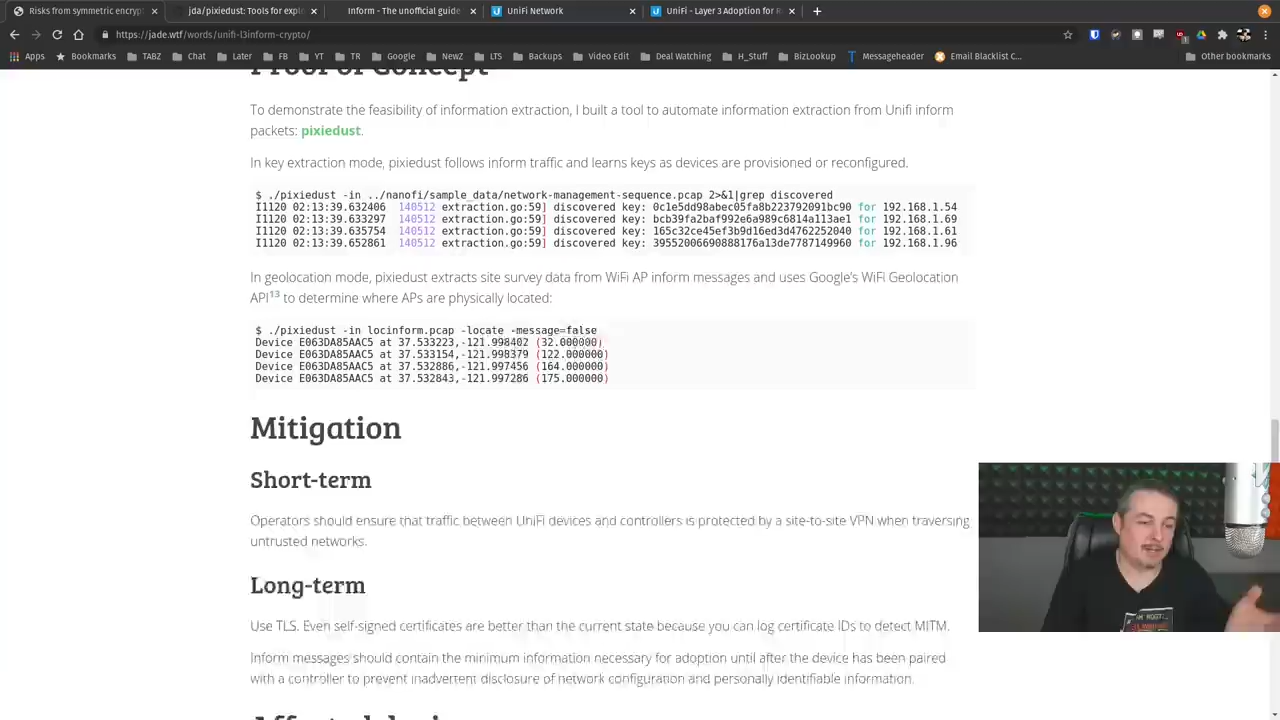 Risks from symmetric encryp
jda/pixiedust: Tools for explo
Inform - The unofficial guide
UniFi Network
UniFi - Layer 3 Adoption for R
https://jade.wtf/words/unifi-l3inform-crypto/
Apps
Bookmarks
TABZ
Chat
Later
FB
YT
TR
Google
NewZ
LTS
Backups
Video Edit
Deal Watching
H_Stuff
BizLookup
Messageheader
Email Blacklist C...
Other bookmarks
Proof of Concept
To demonstrate the feasibility of information extraction, I built a tool to automate information extraction from Unifi inform
packets: pixiedust.
In key extraction mode, pixiedust follows inform traffic and learns keys as devices are provisioned or reconfigured.
$ ./pixiedust -in ../nanofi/sample_data/network-management-sequence.pcap 2>&1|grep discovered
I1120 02:13:39.632406  140512 extraction.go:59] discovered key: 0c1e5dd98abec05fa8b223792091bc90 for 192.168.1.54
I1120 02:13:39.633297  140512 extraction.go:59] discovered key: bcb39fa2baf992e6a989c6814a113ae1 for 192.168.1.69
I1120 02:13:39.635754  140512 extraction.go:59] discovered key: 165c32ce45ef3b9d16ed3d4762252040 for 192.168.1.61
I1120 02:13:39.652861  140512 extraction.go:59] discovered key: 39552006690888176a13de7787149960 for 192.168.1.96
In geolocation mode, pixiedust extracts site survey data from WiFi AP inform messages and uses Google's WiFi Geolocation
API13 to determine where APs are physically located:
$ ./pixiedust -in locinform.pcap -locate -message=false
Device E063DA85AAC5 at 37.533223,-121.998402 (32.000000)
Device E063DA85AAC5 at 37.533154,-121.998379 (122.000000)
Device E063DA85AAC5 at 37.532886,-121.997456 (164.000000)
Device E063DA85AAC5 at 37.532843,-121.997286 (175.000000)
Mitigation
Short-term
Operators should ensure that traffic between UniFi devices and controllers is protected by a site-to-site VPN when traversing
untrusted networks.
Long-term
Use TLS. Even self-signed certificates are better than the current state because you can log certificate IDs to detect MITM.
Inform messages should contain the minimum information necessary for adoption until after the device has been paired
with a controller to prevent inadvertent disclosure of network configuration and personally identifiable information.